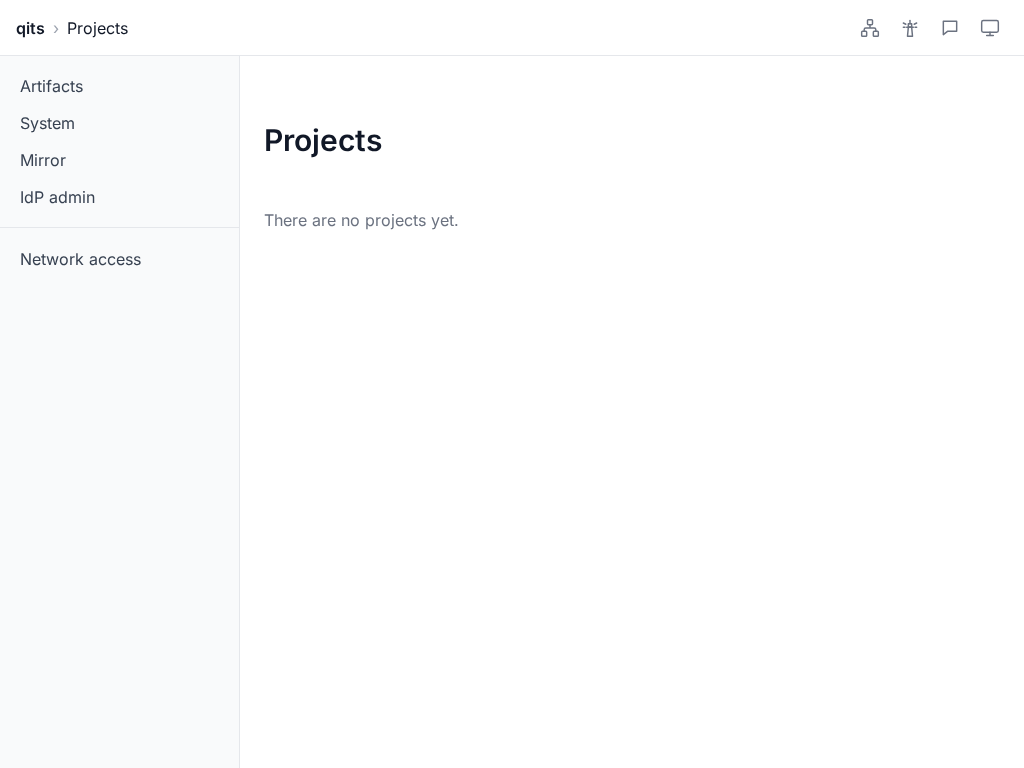 qits › Projects
Artifacts
System
Mirror
IdP admin
Network access
Projects
There are no projects yet.